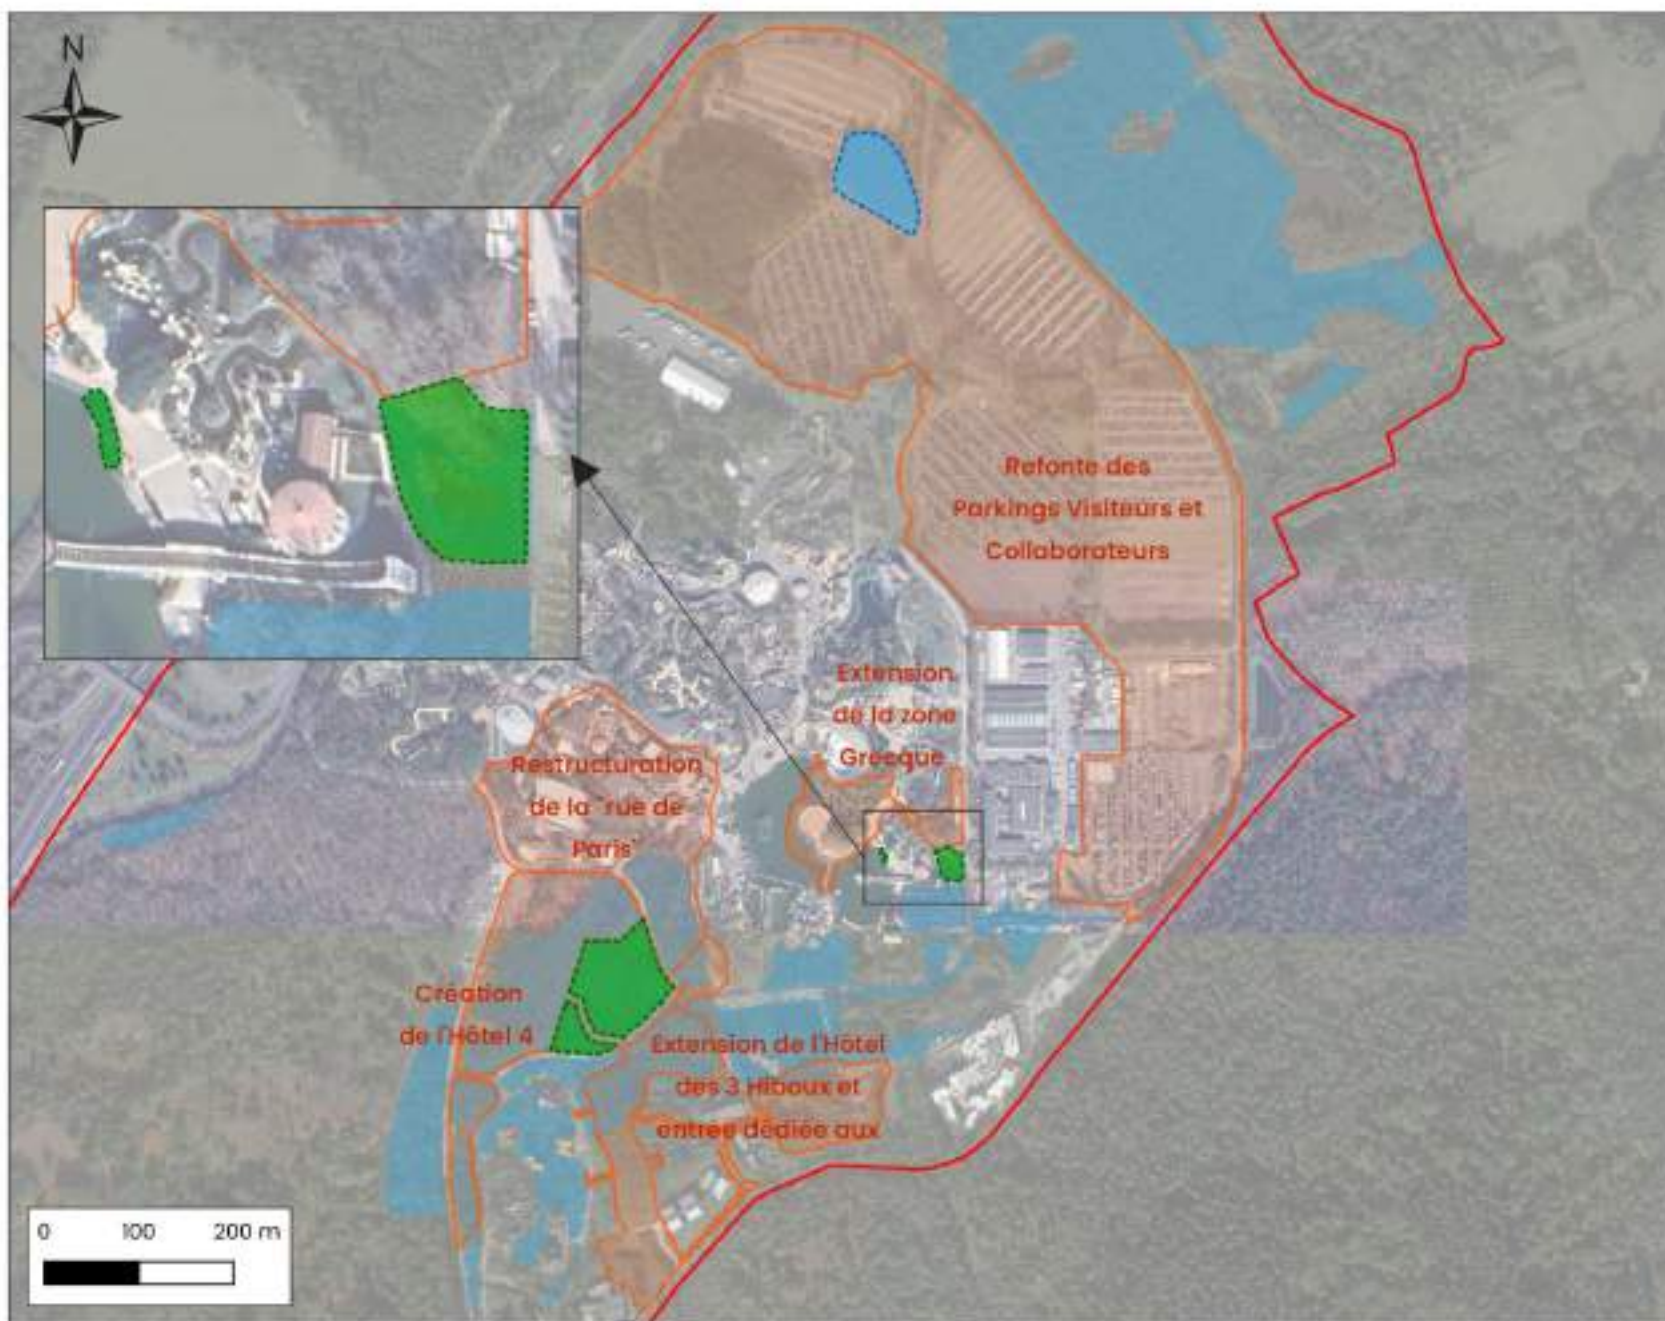 N
Refonte des
Parkings Visiteurs et
Collaborateurs
Extension
de la zone
Grecque
Restructuration
de la "rue de
Paris"
Création
de l'Hôtel 4
Extension de l'Hôtel
des 3 Hiboux et
entrée dédiée aux
0 100 200 m